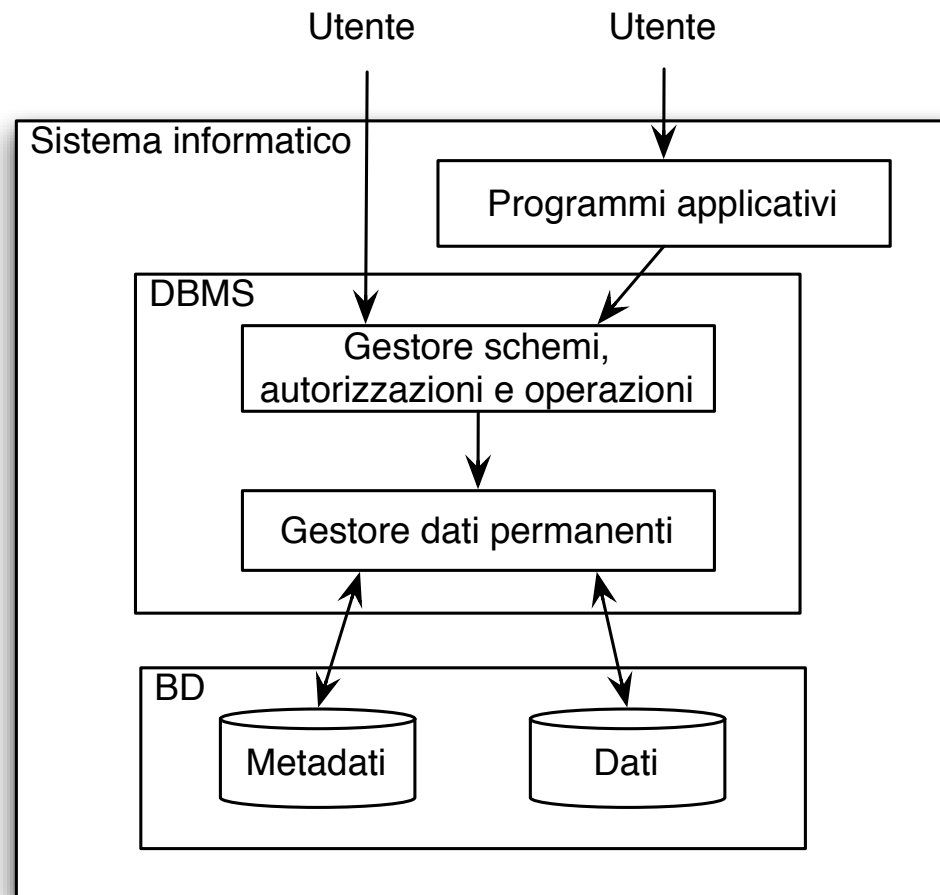 Utente
Utente
Sistema informatico
Programmi applicativi
DBMS
Gestore schemi,
autorizzazioni e operazioni
Gestore dati permanenti
BD
Metadati
Dati